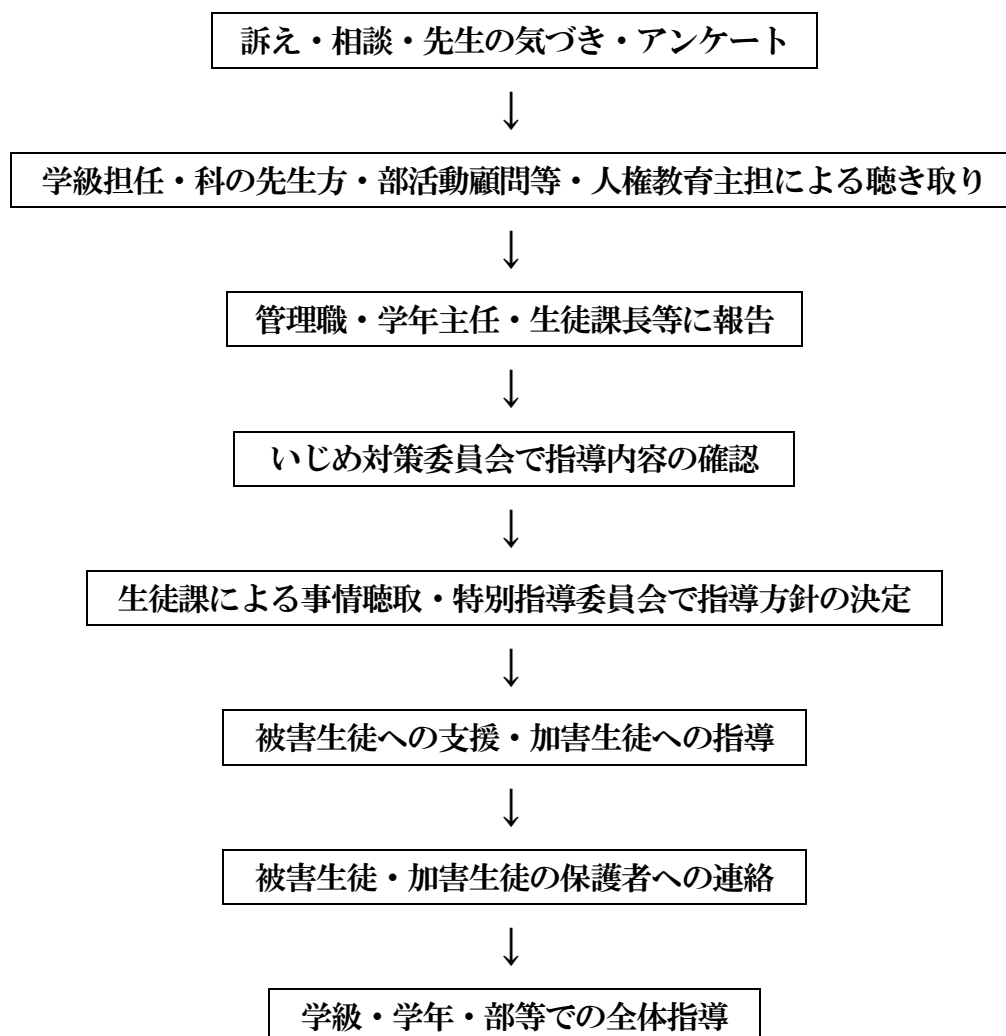 訴え・相談・先生の気づき・アンケート
↓
学級担任・科の先生方・部活動顧問等・人権教育主担による聴き取り
↓
管理職・学年主任・生徒課長等に報告
↓
いじめ対策委員会で指導内容の確認
↓
生徒課による事情聴取・特別指導委員会で指導方針の決定
↓
被害生徒への支援・加害生徒への指導
↓
被害生徒・加害生徒の保護者への連絡
↓
学級・学年・部等での全体指導